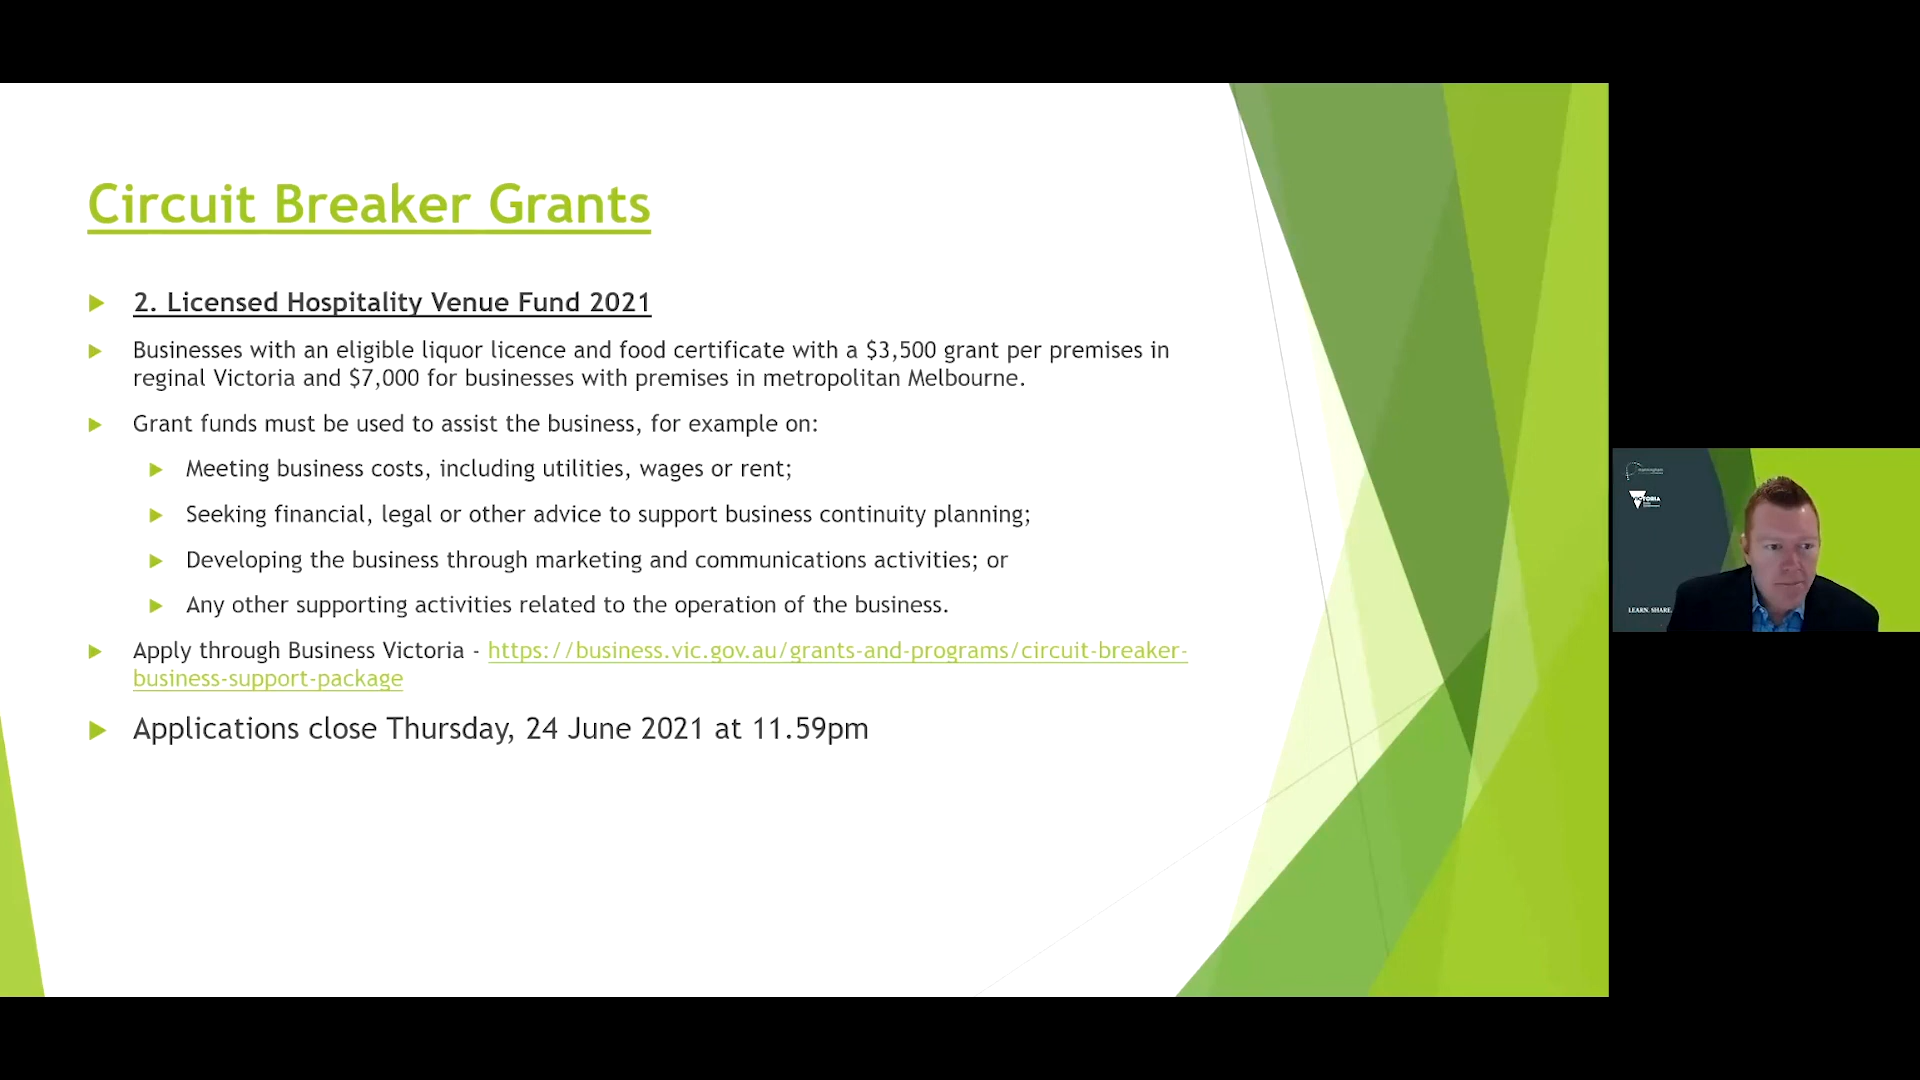 Circuit Breaker Grants
2. Licensed Hospitality Venue Fund 2021
Businesses with an eligible liquor licence and food certificate with a $3,500 grant per premises in
reginal Victoria and $7,000 for businesses with premises in metropolitan Melbourne.
Grant funds must be used to assist the business, for example on:
Meeting business costs, including utilities, wages or rent;
Seeking financial, legal or other advice to support business continuity planning;
Developing the business through marketing and communications activities; or
Any other supporting activities related to the operation of the business.
Apply through Business Victoria - https://business.vic.gov.au/grants-and-programs/circuit-breaker-
business-support-package
Applications close Thursday, 24 June 2021 at 11.59pm
VICTORIA
LEARN. SHARE.